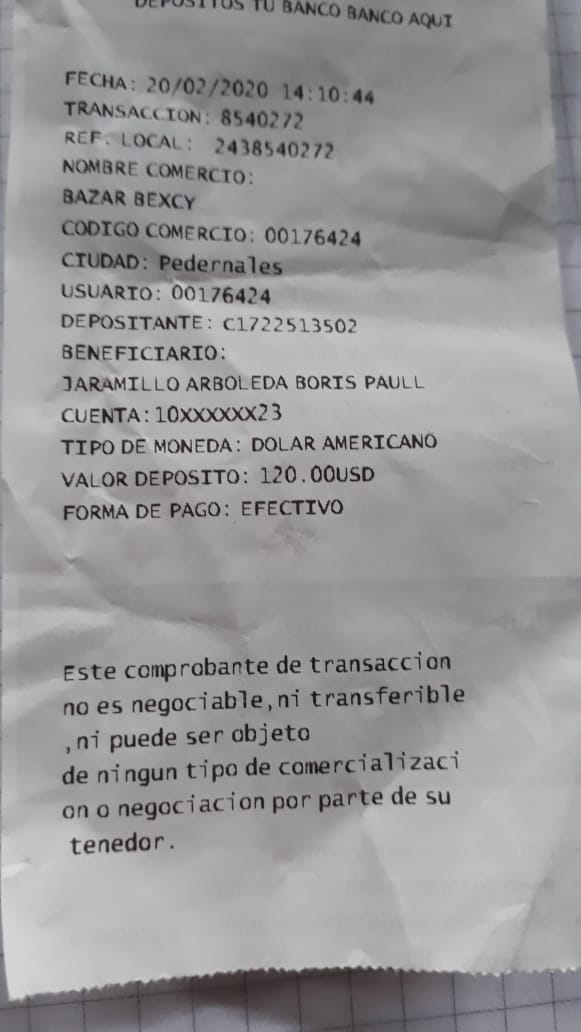 DEPOSITOS TU BANCO BANCO AQUI
FECHA: 20/02/2020 14:10:44
TRANSACCION: 8540272
REF. LOCAL: 2438540272
NOMBRE COMERCIO:
BAZAR BEXCY
CODIGO COMERCIO: 00176424
CIUDAD: Pedernales
USUARIO: 00176424
DEPOSITANTE: C1722513502
BENEFICIARIO:
JARAMILLO ARBOLEDA BORIS PAULL
CUENTA:10XXXXXX23
TIPO DE MONEDA: DOLAR AMERICANO
VALOR DEPOSITO: 120.00USD
FORMA DE PAGO: EFECTIVO
Este comprobante de transaccion
no es negociable,ni transferible
,ni puede ser objeto
de ningun tipo de comercializaci
on o negociacion por parte de su
tenedor.